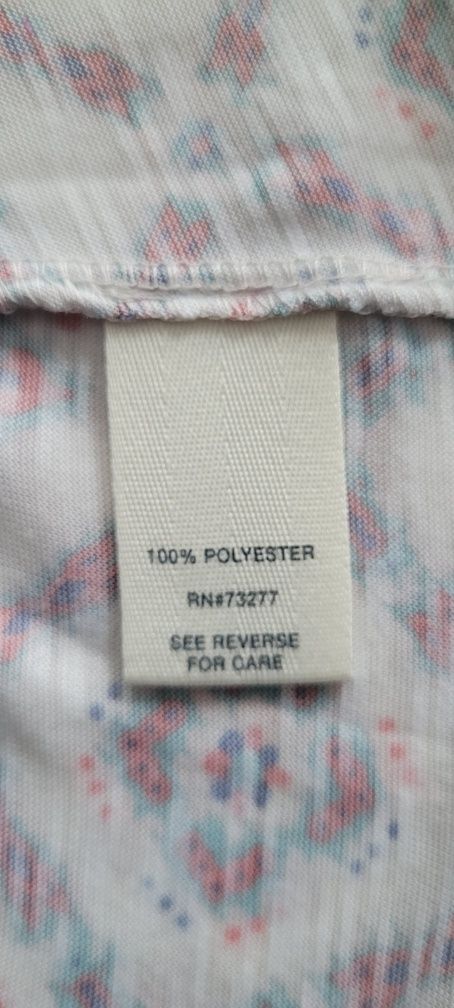 100% POLYESTER
RN#73277
SEE REVERSE
FOR CARE